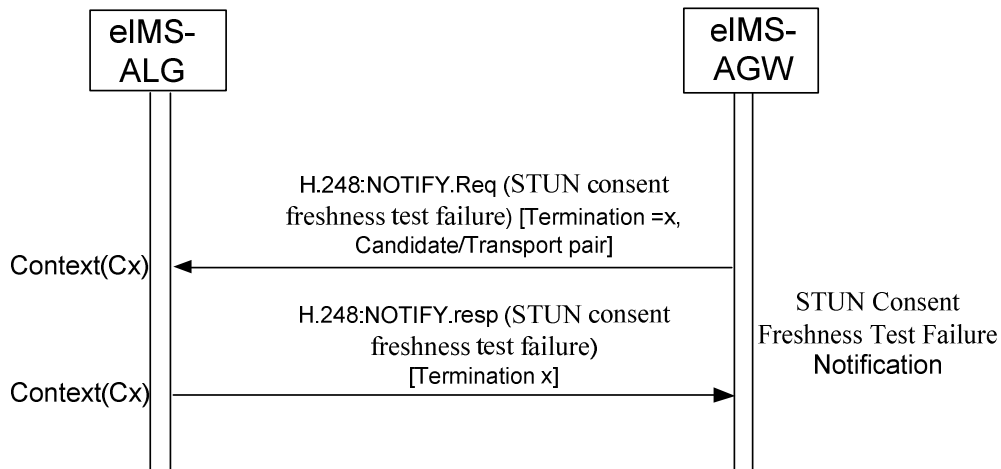 eIMS-
ALG
eIMS-
AGW
H.248:NOTIFY.Req (STUN consent
freshness test failure) [Termination =x,
Candidate/Transport pair]
Context(Cx)
H.248:NOTIFY.resp (STUN consent
freshness test failure)
[Termination x]
Context(Cx)
STUN Consent
Freshness Test Failure
Notification